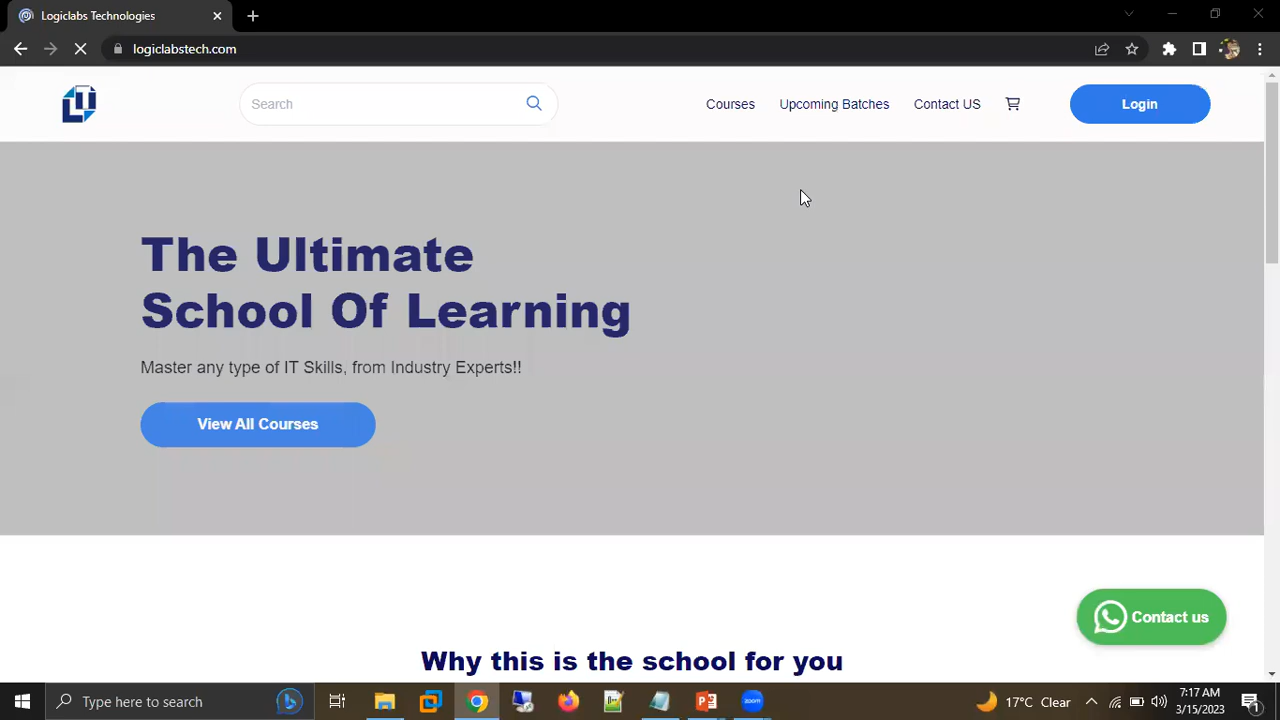 Logiclabs Technologies
logiclabstech.com
LT
Search
Courses
Upcoming Batches
Contact US
Login
The Ultimate
School Of Learning
Master any type of IT Skills, from Industry Experts!!
View All Courses
Contact us
Why this is the school for you
Type here to search
17°C Clear
7:17 AM
3/15/2023
1